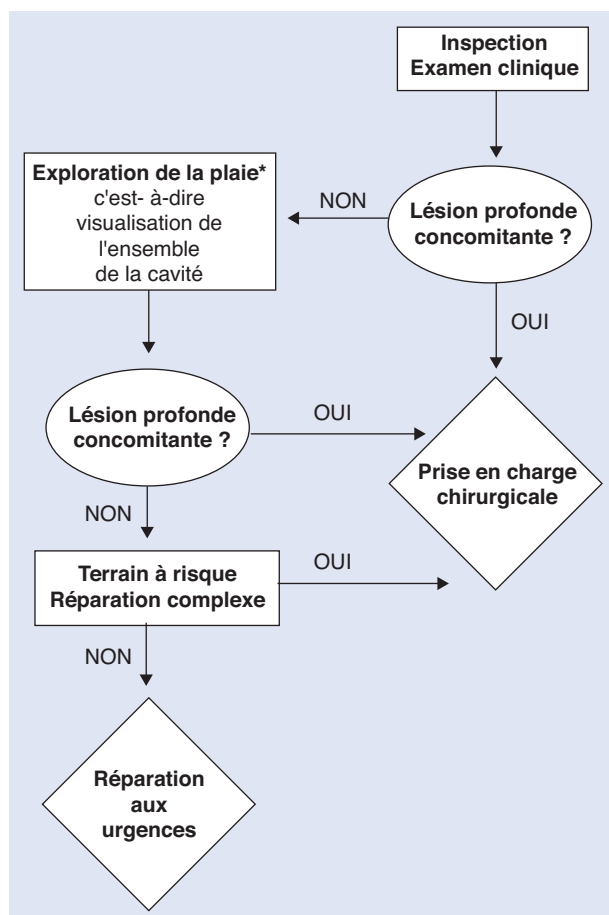 Inspection
Examen clinique
Exploration de la plaie*
c'est- à-dire
visualisation de
l'ensemble
de la cavité
NON
Lésion profonde
concomitante ?
OUI
Lésion profonde
concomitante ?
OUI
Prise en charge
chirurgicale
NON
Terrain à risque
Réparation complexe
OUI
NON
Réparation
aux
urgences